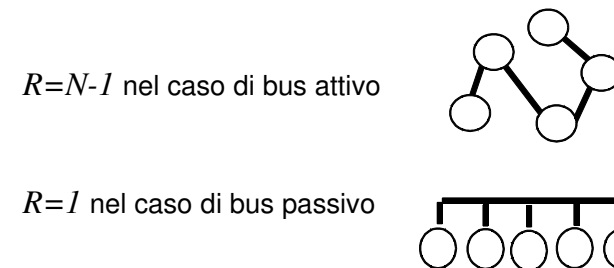 R=N-1 nel caso di bus attivo
R=1 nel caso di bus passivo